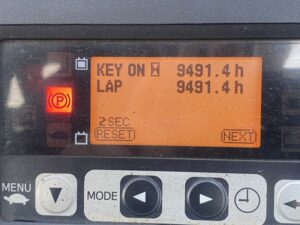 KEY ON 9491.4 h
LAP 9491.4 h
2 SEC
RESET NEXT
P
MENU
MODE